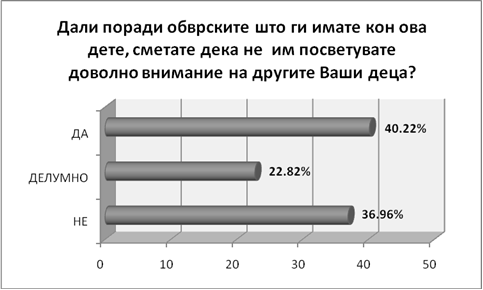 Дали поради обврските што ги имате кон ова
дете, сметате дека не им посветувате
доволно внимание на другите Ваши деца?
ДА
40.22%
ДЕЛУМНО
22.82%
НЕ
36.96%
0 10 20 30 40 50